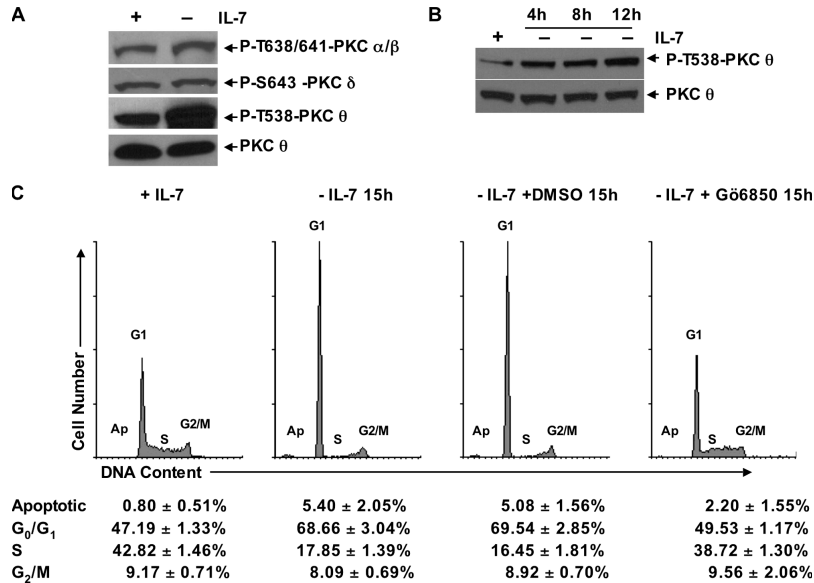 A
+ − IL-7
P-T638/641-PKC α/β
P-S643 -PKC δ
P-T538-PKC θ
PKC θ
B
4h 8h 12h
+ − − − IL-7
P-T538-PKC θ
PKC θ
C
+ IL-7 - IL-7 15h - IL-7 +DMSO 15h - IL-7 + Gö6850 15h
Cell Number
G1 G1 G1 G1
Ap S G2/M Ap S G2/M Ap S G2/M Ap S G2/M
DNA Content
Apoptotic 0.80 ± 0.51% 5.40 ± 2.05% 5.08 ± 1.56% 2.20 ± 1.55%
G0/G1 47.19 ± 1.33% 68.66 ± 3.04% 69.54 ± 2.85% 49.53 ± 1.17%
S 42.82 ± 1.46% 17.85 ± 1.39% 16.45 ± 1.81% 38.72 ± 1.30%
G2/M 9.17 ± 0.71% 8.09 ± 0.69% 8.92 ± 0.70% 9.56 ± 2.06%